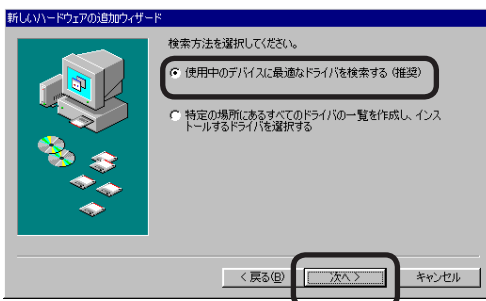 新しいハードウェアの追加ウィザード
検索方法を選択してください。
使用中のデバイスに最適なドライバを検索する (推奨)
特定の場所にあるすべてのドライバの一覧を作成し、インス
トールするドライバを選択する
< 戻る(B)
次へ >
キャンセル